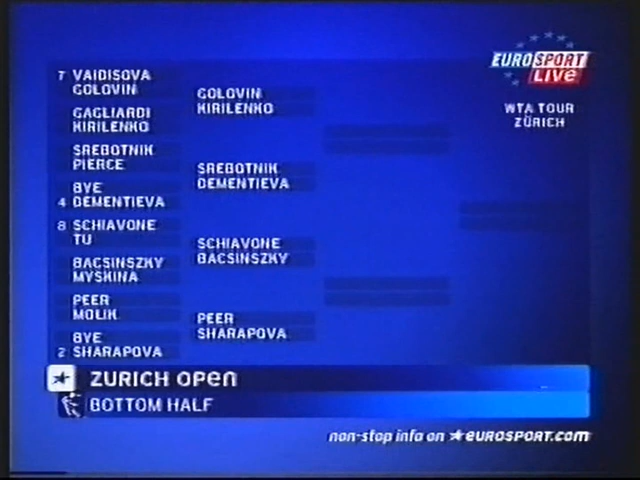 EUROSPORT
LIVE
WTA TOUR
ZÜRICH
7 VAIDISOVA
GOLOVIN
GAGLIARDI
KIRILENKO
SREBOTNIK
PIERCE
BYE
4 DEMENTIEVA
8 SCHIAVONE
TU
BACSINSZKY
MYSKINA
PEER
MOLIK
BYE
2 SHARAPOVA
GOLOVIN
KIRILENKO
SREBOTNIK
DEMENTIEVA
SCHIAVONE
BACSINSZKY
PEER
SHARAPOVA
ZURICH OPEN
BOTTOM HALF
non-stop info on eurosport.com